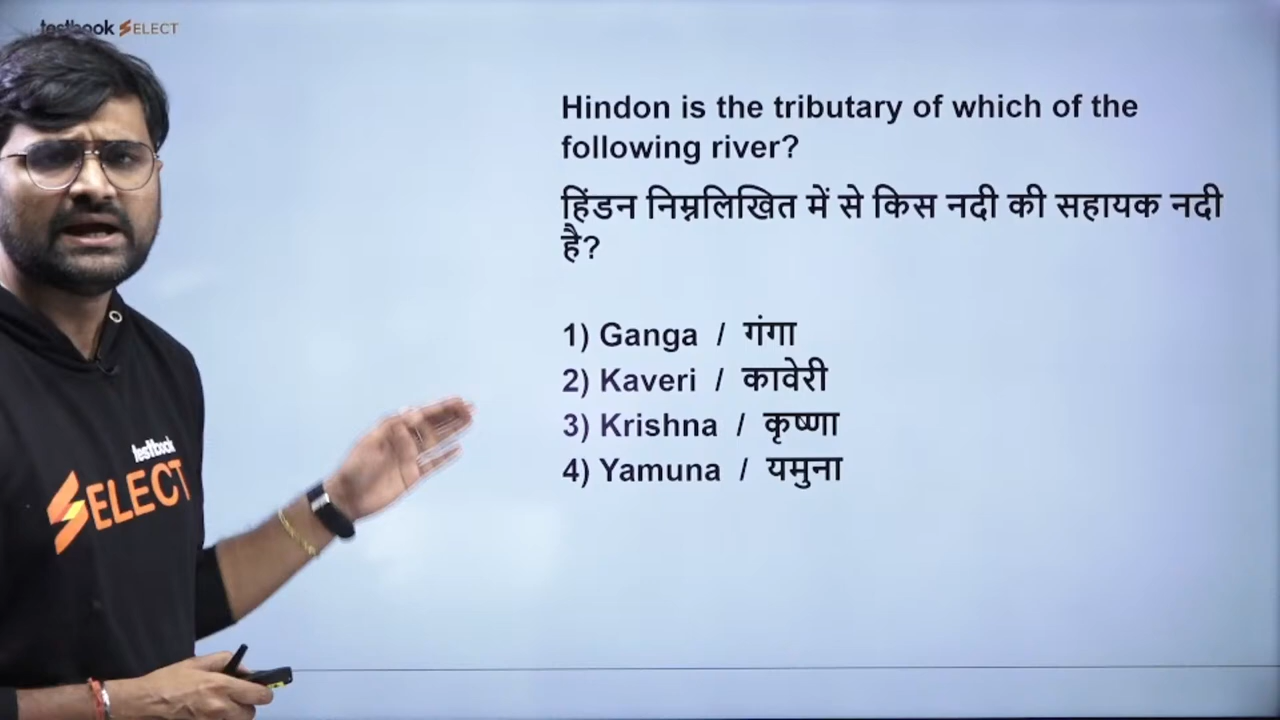 testbook SELECT
Hindon is the tributary of which of the
following river?
हिंडन निम्नलिखित में से किस नदी की सहायक नदी
है?
1) Ganga / गंगा
2) Kaveri / कावेरी
3) Krishna / कृष्णा
4) Yamuna / यमुना
testbook
SELECT